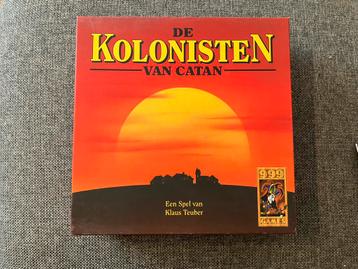 DE
KOLONISTEN
VAN CATAN
999
GAMES
Een Spel van
Klaus Teuber